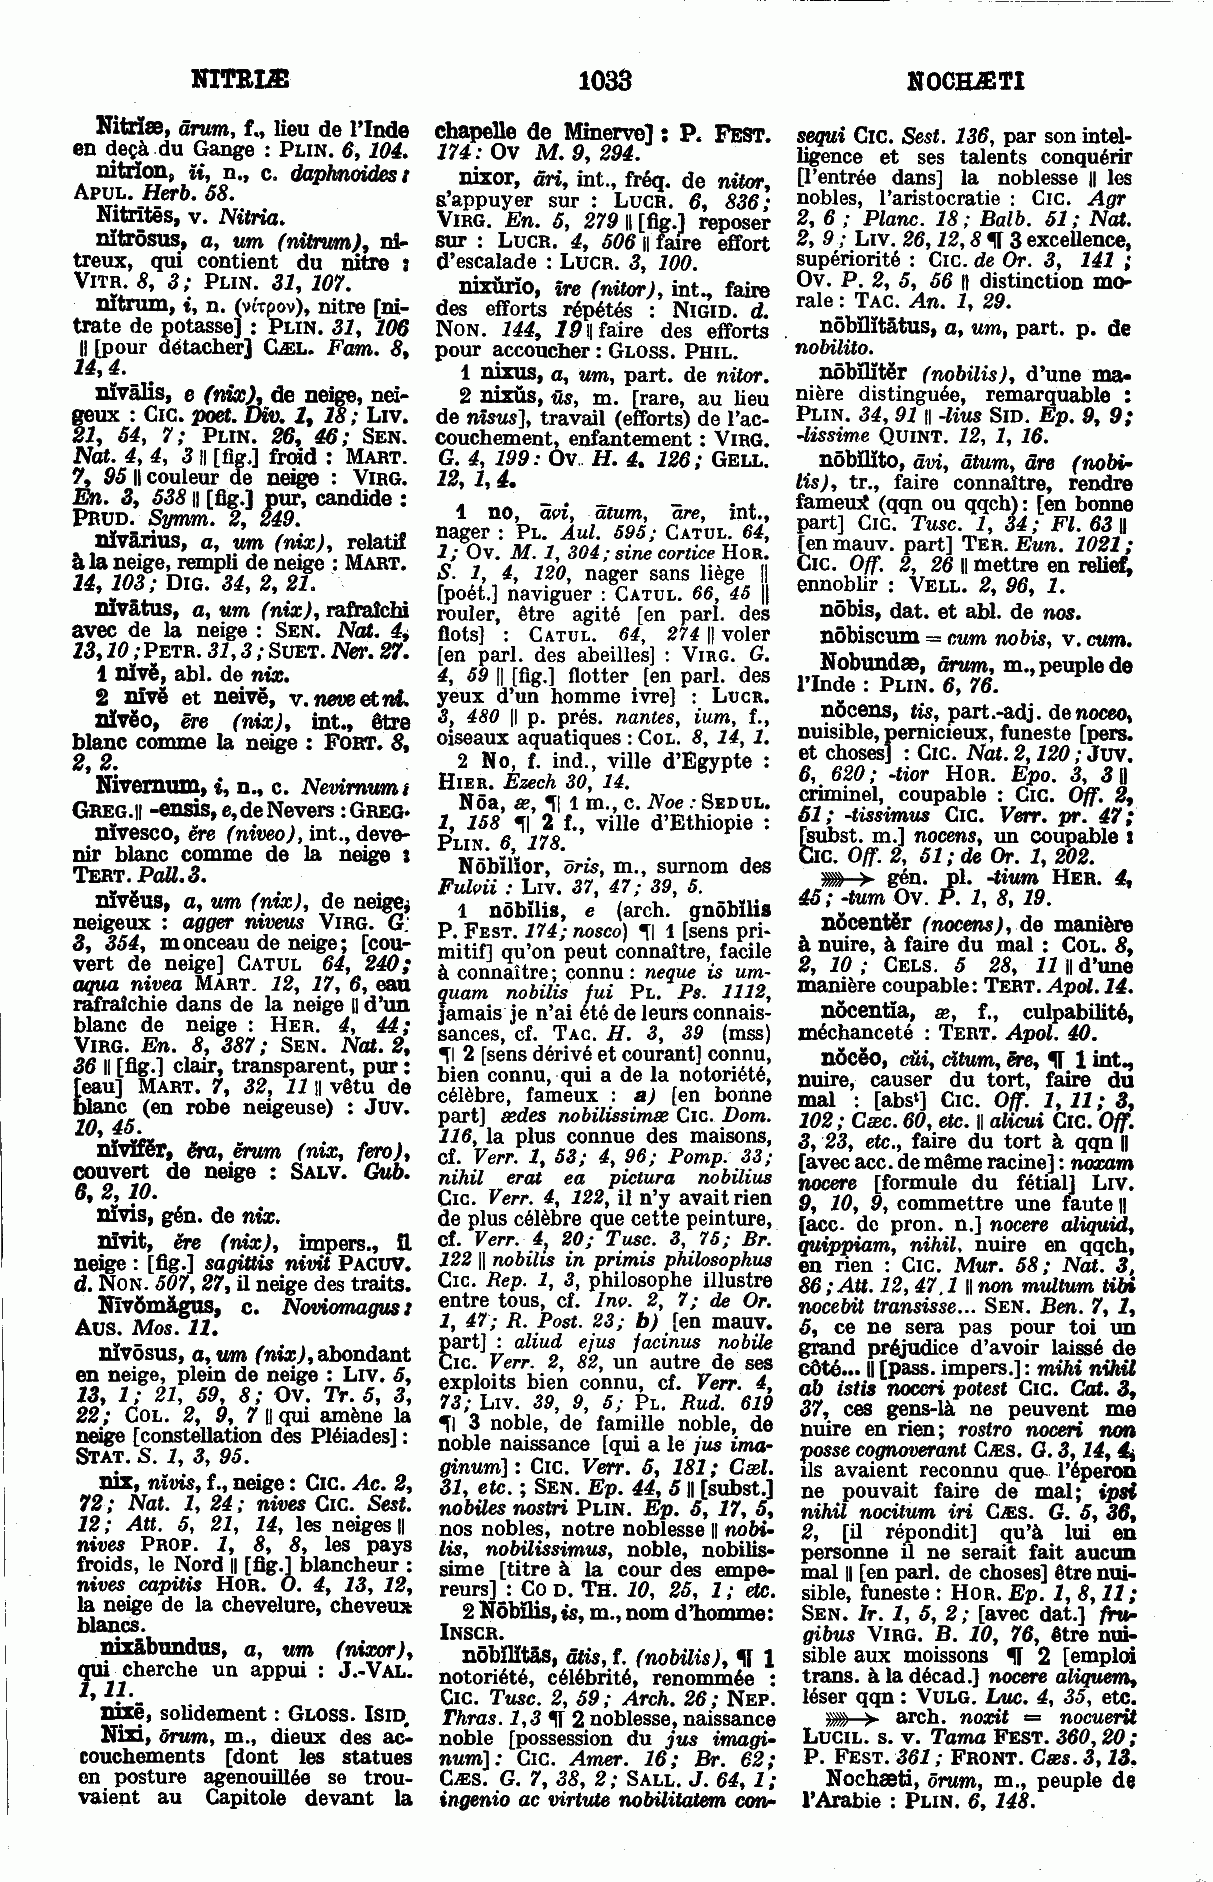 NITRIÆ
1033
NOCHÆTI
Nitrĭæ, ārum, f., lieu de l'Inde
en deçà du Gange : PLIN. 6, 104.
nitrĭon, ĭi, n., c. daphnoides :
APUL. Herb. 58.
Nitrītēs, v. Nitria.
nĭtrōsus, a, um (nitrum), ni-
treux, qui contient du nitre :
VITR. 8, 3; PLIN. 31, 107.
nĭtrum, i, n. (νίτρον), nitre [ni-
trate de potasse] : PLIN. 31, 106
|| [pour détacher] CÆL. Fam. 8,
14, 4.
nĭvālis, e (nix), de neige, nei-
geux : CIC. poet. Div. 1, 18; LIV.
21, 54, 7; PLIN. 26, 46; SEN.
Nat. 4, 4, 3 || [fig.] froid : MART.
7, 95 || couleur de neige : VIRG.
En. 3, 538 || [fig.] pur, candide :
PRUD. Symm. 2, 249.
nĭvārius, a, um (nix), relatif
à la neige, rempli de neige : MART.
14, 103; DIG. 34, 2, 21.
nĭvātus, a, um (nix), rafraîchi
avec de la neige : SEN. Nat. 4,
13, 10; PETR. 31, 3; SUET. Ner. 27.
1 nĭvĕ, abl. de nix.
2 nīvĕ et neivĕ, v. neve et ni.
nĭvĕo, ēre (nix), int., être
blanc comme la neige : FORT. 8,
2, 2.
Nivernum, i, n., c. Nevirnum :
GREG. || -ensis, e, de Nevers : GREG.
nĭvesco, ĕre (niveo), int., deve-
nir blanc comme de la neige :
TERT. Pall. 3.
nĭvĕus, a, um (nix), de neige,
neigeux : agger niveus VIRG. G.
3, 354, monceau de neige; [cou-
vert de neige] CATUL 64, 240;
aqua nivea MART. 12, 17, 6, eau
rafraîchie dans de la neige || d'un
blanc de neige : HER. 4, 44;
VIRG. En. 8, 387; SEN. Nat. 2,
36 || [fig.] clair, transparent, pur :
[eau] MART. 7, 32, 11 || vêtu de
blanc (en robe neigeuse) : JUV.
10, 45.
nĭvĭfĕr, ĕra, ĕrum (nix, fero),
couvert de neige : SALV. Gub.
6, 2, 10.
nĭvis, gén. de nix.
nĭvit, ĕre (nix), impers., il
neige : [fig.] sagittis nivit PACUV.
d. NON. 507, 27, il neige des traits.
Nīvŏmăgus, c. Noviomagus :
AUS. Mos. 11.
nĭvōsus, a, um (nix), abondant
en neige, plein de neige : LIV. 5,
13, 1; 21, 59, 8; OV. Tr. 5, 3,
22; COL. 2, 9, 7 || qui amène la
neige [constellation des Pléiades] :
STAT. S. 1, 3, 95.
nix, nĭvis, f., neige : CIC. Ac. 2,
72; Nat. 1, 24; nives CIC. Sest.
12; Att. 5, 21, 14, les neiges ||
nives PROP. 1, 8, 8, les pays
froids, le Nord || [fig.] blancheur :
nives capitis HOR. O. 4, 13, 12,
la neige de la chevelure, cheveux
blancs.
nixābundus, a, um (nixor),
qui cherche un appui : J.-VAL.
1, 11.
nixē, solidement : GLOSS. ISID.
Nixi, ōrum, m., dieux des ac-
couchements [dont les statues
en posture agenouillée se trou-
vaient au Capitole devant la
chapelle de Minerve] : P. FEST.
174 : OV M. 9, 294.
nixor, āri, int., fréq. de nitor,
s'appuyer sur : LUCR. 6, 836;
VIRG. En. 5, 279 || [fig.] reposer
sur : LUCR. 4, 506 || faire effort
d'escalade : LUCR. 3, 100.
nixŭrĭo, īre (nitor), int., faire
des efforts répétés : NIGID. d.
NON. 144, 19 || faire des efforts
pour accoucher : GLOSS. PHIL.
1 nixus, a, um, part. de nitor.
2 nixŭs, ūs, m. [rare, au lieu
de nisus], travail (efforts) de l'ac-
couchement, enfantement : VIRG.
G. 4, 199 : OV. H. 4, 126; GELL.
12, 1, 4.
1 no, āvi, ātum, āre, int.,
nager : PL. Aul. 595; CATUL. 64,
1; OV. M. 1, 304; sine cortice HOR.
S. 1, 4, 120, nager sans liège ||
[poét.] naviguer : CATUL. 66, 45 ||
rouler, être agité [en parl. des
flots] : CATUL. 64, 274 || voler
[en parl. des abeilles] : VIRG. G.
4, 59 || [fig.] flotter [en parl. des
yeux d'un homme ivre] : LUCR.
3, 480 || p. prés. nantes, ium, f.,
oiseaux aquatiques : COL. 8, 14, 1.
2 No, f. ind., ville d'Egypte :
HIER. Ezech 30, 14.
Nōa, æ, ¶ 1 m., c. Noe : SEDUL.
1, 158 ¶ 2 f., ville d'Ethiopie :
PLIN. 6, 178.
Nōbĭlĭor, ōris, m., surnom des
Fulvii : LIV. 37, 47; 39, 5.
1 nōbĭlis, e (arch. gnōbĭlis
P. FEST. 174; nosco) ¶ 1 [sens pri-
mitif] qu'on peut connaître, facile
à connaître; connu : neque is um-
quam nobilis fui PL. Ps. 1112,
jamais je n'ai été de leurs connais-
sances, cf. TAC. H. 3, 39 (mss)
¶ 2 [sens dérivé et courant] connu,
bien connu, qui a de la notoriété,
célèbre, fameux : a) [en bonne
part] ædes nobilissimæ CIC. Dom.
116, la plus connue des maisons,
cf. Verr. 1, 53; 4, 96; Pomp. 33;
nihil erat ea pictura nobilius
CIC. Verr. 4, 122, il n'y avait rien
de plus célèbre que cette peinture,
cf. Verr. 4, 20; Tusc. 3, 75; Br.
122 || nobilis in primis philosophus
CIC. Rep. 1, 3, philosophe illustre
entre tous, cf. Inv. 2, 7; de Or.
1, 47; R. Post. 23; b) [en mauv.
part] : aliud ejus facinus nobile
CIC. Verr. 2, 82, un autre de ses
exploits bien connu, cf. Verr. 4,
73; LIV. 39, 9, 5; PL. Rud. 619
¶ 3 noble, de famille noble, de
noble naissance [qui a le jus ima-
ginum] : CIC. Verr. 5, 181; Cæl.
31, etc.; SEN. Ep. 44, 5 || [subst.]
nobiles nostri PLIN. Ep. 5, 17, 5,
nos nobles, notre noblesse || nobi-
lis, nobilissimus, noble, nobilis-
sime [titre à la cour des empe-
reurs] : COD. TH. 10, 25, 1; etc.
2 Nōbĭlis, is, m., nom d'homme :
INSCR.
nōbĭlĭtās, ātis, f. (nobilis), ¶ 1
notoriété, célébrité, renommée :
CIC. Tusc. 2, 59; Arch. 26; NEP.
Thras. 1, 3 ¶ 2 noblesse, naissance
noble [possession du jus imagi-
num] : CIC. Amer. 16; Br. 62;
CÆS. G. 7, 38, 2; SALL. J. 64, 1;
ingenio ac virtute nobilitatem con-
sequi CIC. Sest. 136, par son intel-
ligence et ses talents conquérir
[l'entrée dans] la noblesse || les
nobles, l'aristocratie : CIC. Agr
2, 6; Planc. 18; Balb. 51; Nat.
2, 9; LIV. 26, 12, 8 ¶ 3 excellence,
supériorité : CIC. de Or. 3, 141;
OV. P. 2, 5, 56 || distinction mo-
rale : TAC. An. 1, 29.
nōbĭlĭtātus, a, um, part. p. de
nobilito.
nōbĭlĭtĕr (nobilis), d'une ma-
nière distinguée, remarquable :
PLIN. 34, 91 || -lius SID. Ep. 9, 9;
-lissime QUINT. 12, 1, 16.
nōbĭlĭto, āvi, ātum, āre (nobi-
lis), tr., faire connaître, rendre
fameux (qqn ou qqch) : [en bonne
part] CIC. Tusc. 1, 34; Fl. 63 ||
[en mauv. part] TER. Eun. 1021;
CIC. Off. 2, 26 || mettre en relief,
ennoblir : VELL. 2, 96, 1.
nōbis, dat. et abl. de nos.
nōbiscum = cum nobis, v. cum.
Nobundæ, ārum, m., peuple de
l'Inde : PLIN. 6, 76.
nŏcens, tis, part.-adj. de noceo,
nuisible, pernicieux, funeste [pers.
et choses] : CIC. Nat. 2, 120; JUV.
6, 620; -tior HOR. Epo. 3, 3 ||
criminel, coupable : CIC. Off. 2,
51; -tissimus CIC. Verr. pr. 47;
[subst. m.] nocens, un coupable :
CIC. Off. 2, 51; de Or. 1, 202.
⟶ gén. pl. -tium HER. 4,
45; -tum OV. P. 1, 8, 19.
nŏcentĕr (nocens), de manière
à nuire, à faire du mal : COL. 8,
2, 10; CELS. 5 28, 11 || d'une
manière coupable : TERT. Apol. 14.
nŏcentĭa, æ, f., culpabilité,
méchanceté : TERT. Apol. 40.
nŏcĕo, cŭi, cĭtum, ēre, ¶ 1 int.,
nuire, causer du tort, faire du
mal : [absᵗ] CIC. Off. 1, 11; 3,
102; Cæc. 60, etc. || alicui CIC. Off.
3, 23, etc., faire du tort à qqn ||
[avec acc. de même racine] : noxam
nocere [formule du fétial] LIV.
9, 10, 9, commettre une faute ||
[acc. de pron. n.] nocere aliquid,
quippiam, nihil, nuire en qqch,
en rien : CIC. Mur. 58; Nat. 3,
86; Att. 12, 47, 1 || non multum tibi
nocebit transisse... SEN. Ben. 7, 1,
5, ce ne sera pas pour toi un
grand préjudice d'avoir laissé de
côté... || [pass. impers.] : mihi nihil
ab istis noceri potest CIC. Cat. 3,
37, ces gens-là ne peuvent me
nuire en rien; rostro noceri non
posse cognoverant CÆS. G. 3, 14, 4,
ils avaient reconnu que l'éperon
ne pouvait faire de mal; ipsi
nihil nocitum iri CÆS. G. 5, 36,
2, [il répondit] qu'à lui en
personne il ne serait fait aucun
mal || [en parl. de choses] être nui-
sible, funeste : HOR. Ep. 1, 8, 11;
SEN. Ir. 1, 5, 2; [avec dat.] fru-
gibus VIRG. B. 10, 76, être nui-
sible aux moissons ¶ 2 [emploi
trans. à la décad.] nocere aliquem,
léser qqn : VULG. Luc. 4, 35, etc.
⟶ arch. noxit = nocuerit
LUCIL. s. v. Tama FEST. 360, 20;
P. FEST. 361; FRONT. Cæs. 3, 13.
Nochæti, ōrum, m., peuple de
l'Arabie : PLIN. 6, 148.